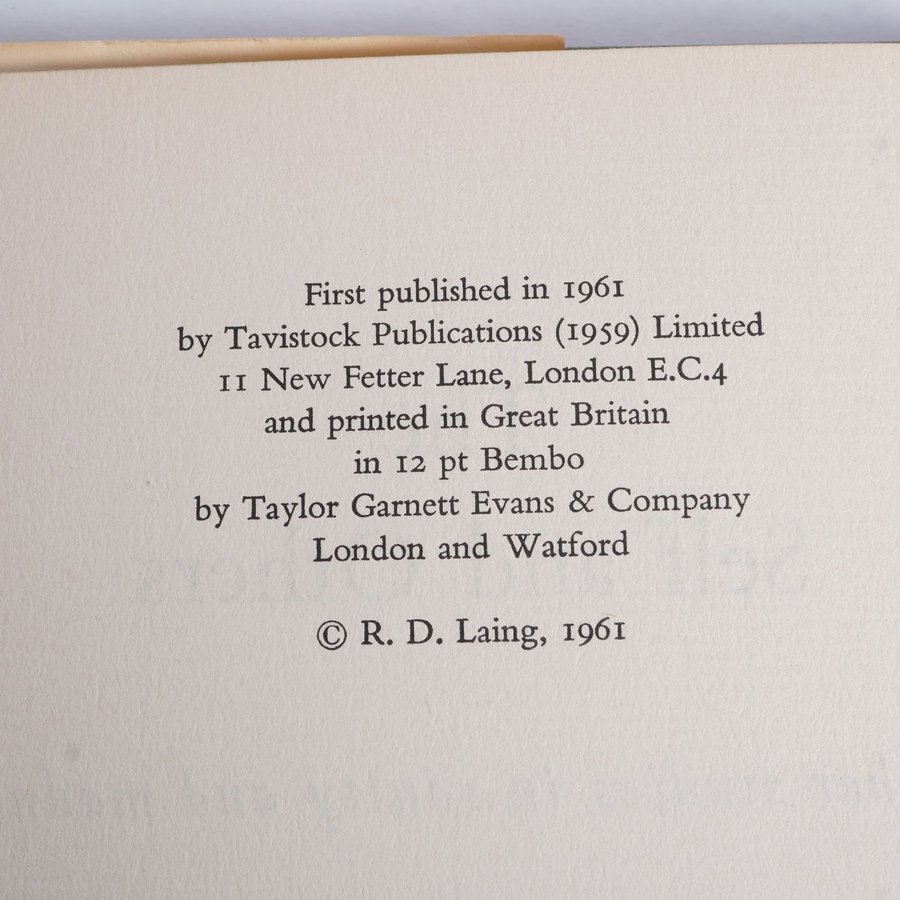 First published in 1961
by Tavistock Publications (1959) Limited
11 New Fetter Lane, London E.C.4
and printed in Great Britain
in 12 pt Bembo
by Taylor Garnett Evans & Company
London and Watford
© R. D. Laing, 1961